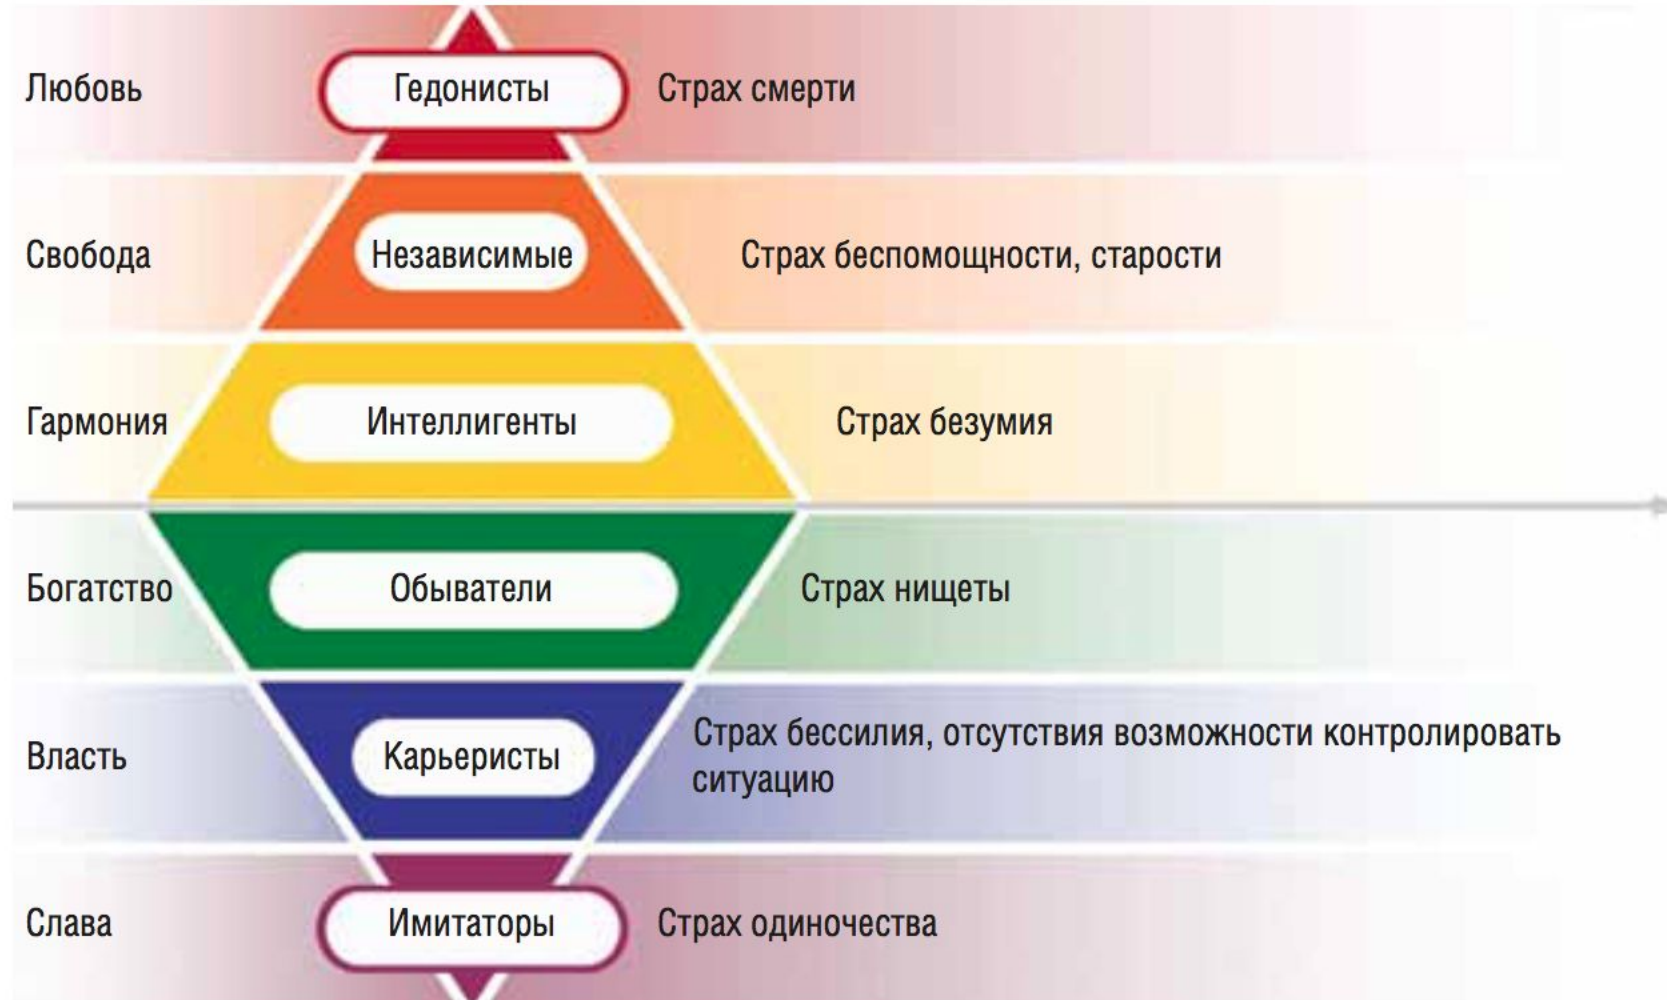 Любовь
Гедонисты
Страх смерти
Свобода
Независимые
Страх беспомощности, старости
Гармония
Интеллигенты
Страх безумия
Богатство
Обыватели
Страх нищеты
Власть
Карьеристы
Страх бессилия, отсутствия возможности контролировать
ситуацию
Слава
Имитаторы
Страх одиночества